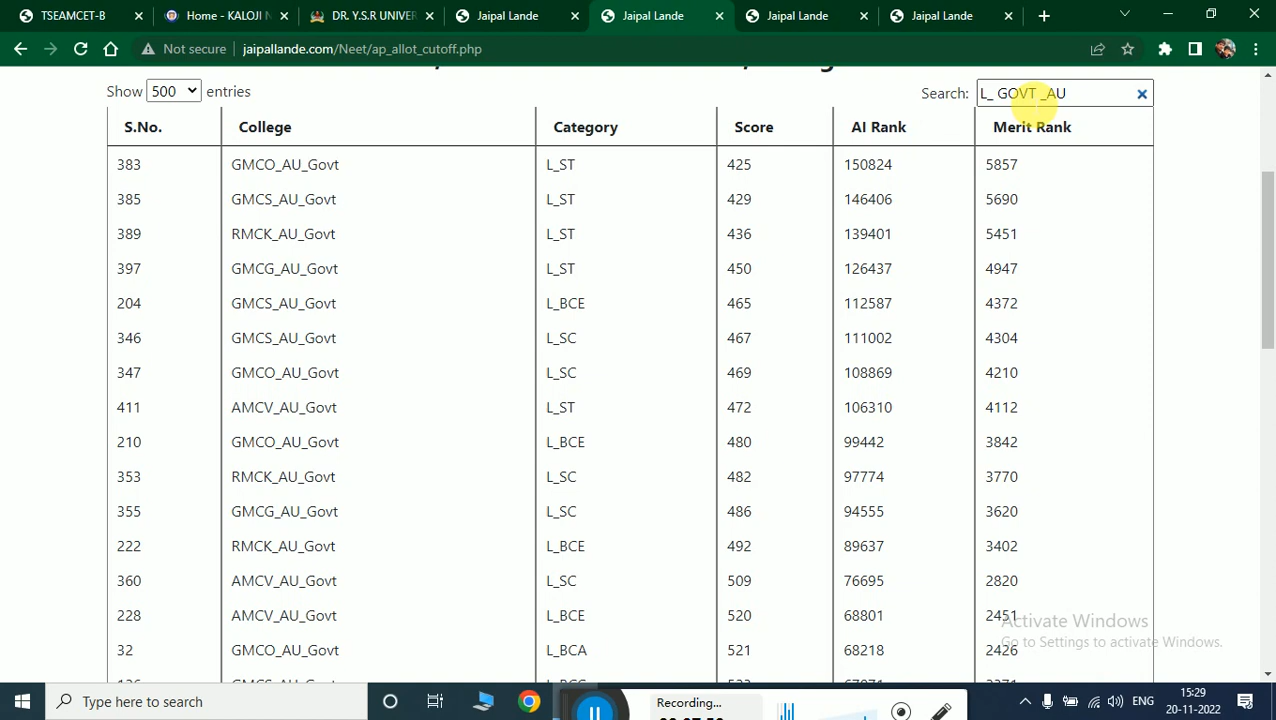 TSEAMCET-B
Home - KALOJI N
DR. Y.S.R UNIVER
Jaipal Lande
Jaipal Lande
Jaipal Lande
Jaipal Lande
Not secure
jaipallande.com/Neet/ap_allot_cutoff.php
Show 500 entries
Search: L_ GOVT _AU
S.No. College Category Score AI Rank Merit Rank
383 GMCO_AU_Govt L_ST 425 150824 5857
385 GMCS_AU_Govt L_ST 429 146406 5690
389 RMCK_AU_Govt L_ST 436 139401 5451
397 GMCG_AU_Govt L_ST 450 126437 4947
204 GMCS_AU_Govt L_BCE 465 112587 4372
346 GMCS_AU_Govt L_SC 467 111002 4304
347 GMCO_AU_Govt L_SC 469 108869 4210
411 AMCV_AU_Govt L_ST 472 106310 4112
210 GMCO_AU_Govt L_BCE 480 99442 3842
353 RMCK_AU_Govt L_SC 482 97774 3770
355 GMCG_AU_Govt L_SC 486 94555 3620
222 RMCK_AU_Govt L_BCE 492 89637 3402
360 AMCV_AU_Govt L_SC 509 76695 2820
228 AMCV_AU_Govt L_BCE 520 68801 2451
32 GMCO_AU_Govt L_BCA 521 68218 2426
Activate Windows
Go to Settings to activate Windows.
Type here to search
Recording...
ENG
15:29
20-11-2022